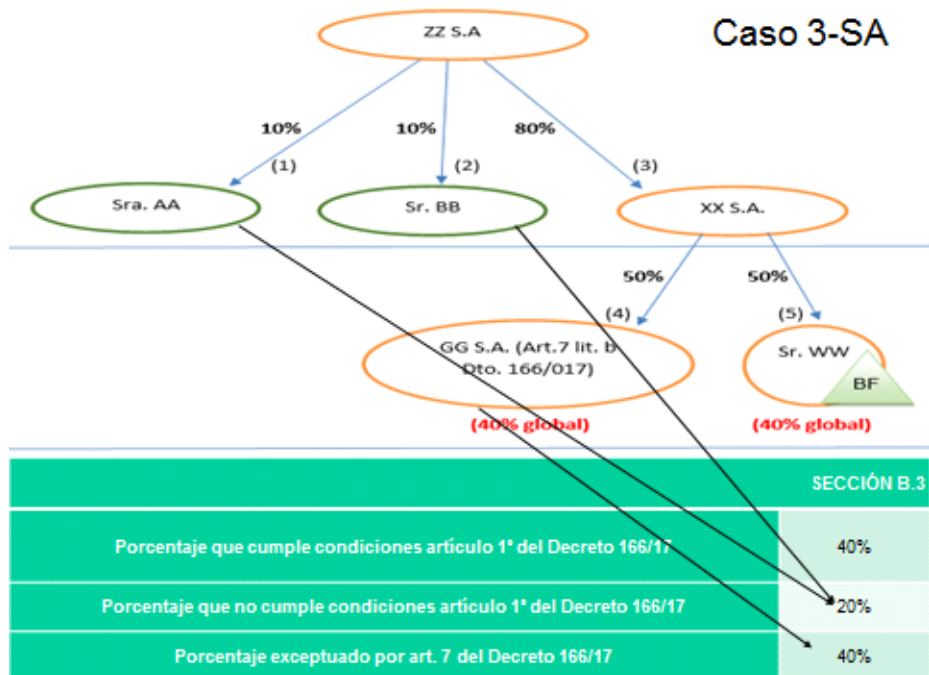 Caso 3-SA
ZZ S.A
10%
10%
80%
(1)
(2)
(3)
Sra. AA
Sr. BB
XX S.A.
50%
50%
(4)
(5)
GG S.A. (Art.7 lit. b
Dto. 166/017)
Sr. WW
BF
(40% global)
(40% global)
SECCIÓN B.3
Porcentaje que cumple condiciones artículo 1° del Decreto 166/17
40%
Porcentaje que no cumple condiciones artículo 1° del Decreto 166/17
20%
Porcentaje exceptuado por art. 7 del Decreto 166/17
40%